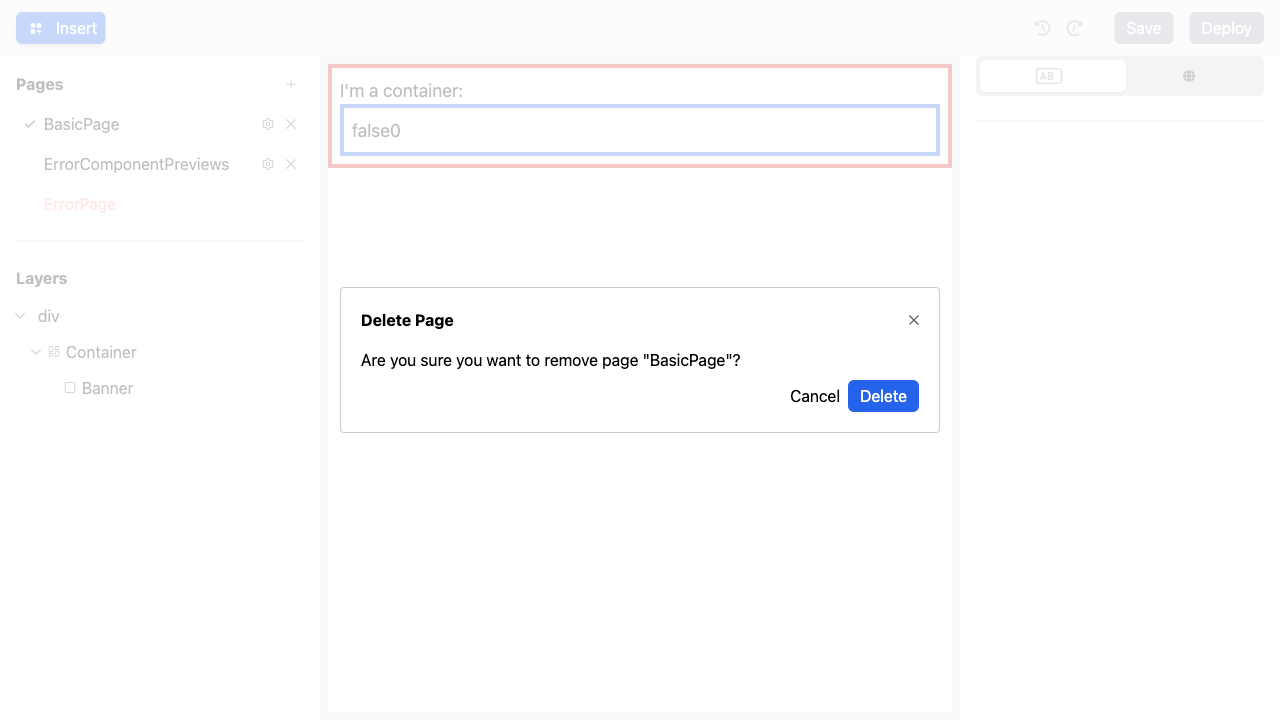 Insert
Save
Deploy
Pages
BasicPage
ErrorComponentPreviews
ErrorPage
Layers
div
Container
Banner
I'm a container:
false0
Delete Page
Are you sure you want to remove page "BasicPage"?
Cancel
Delete
AB